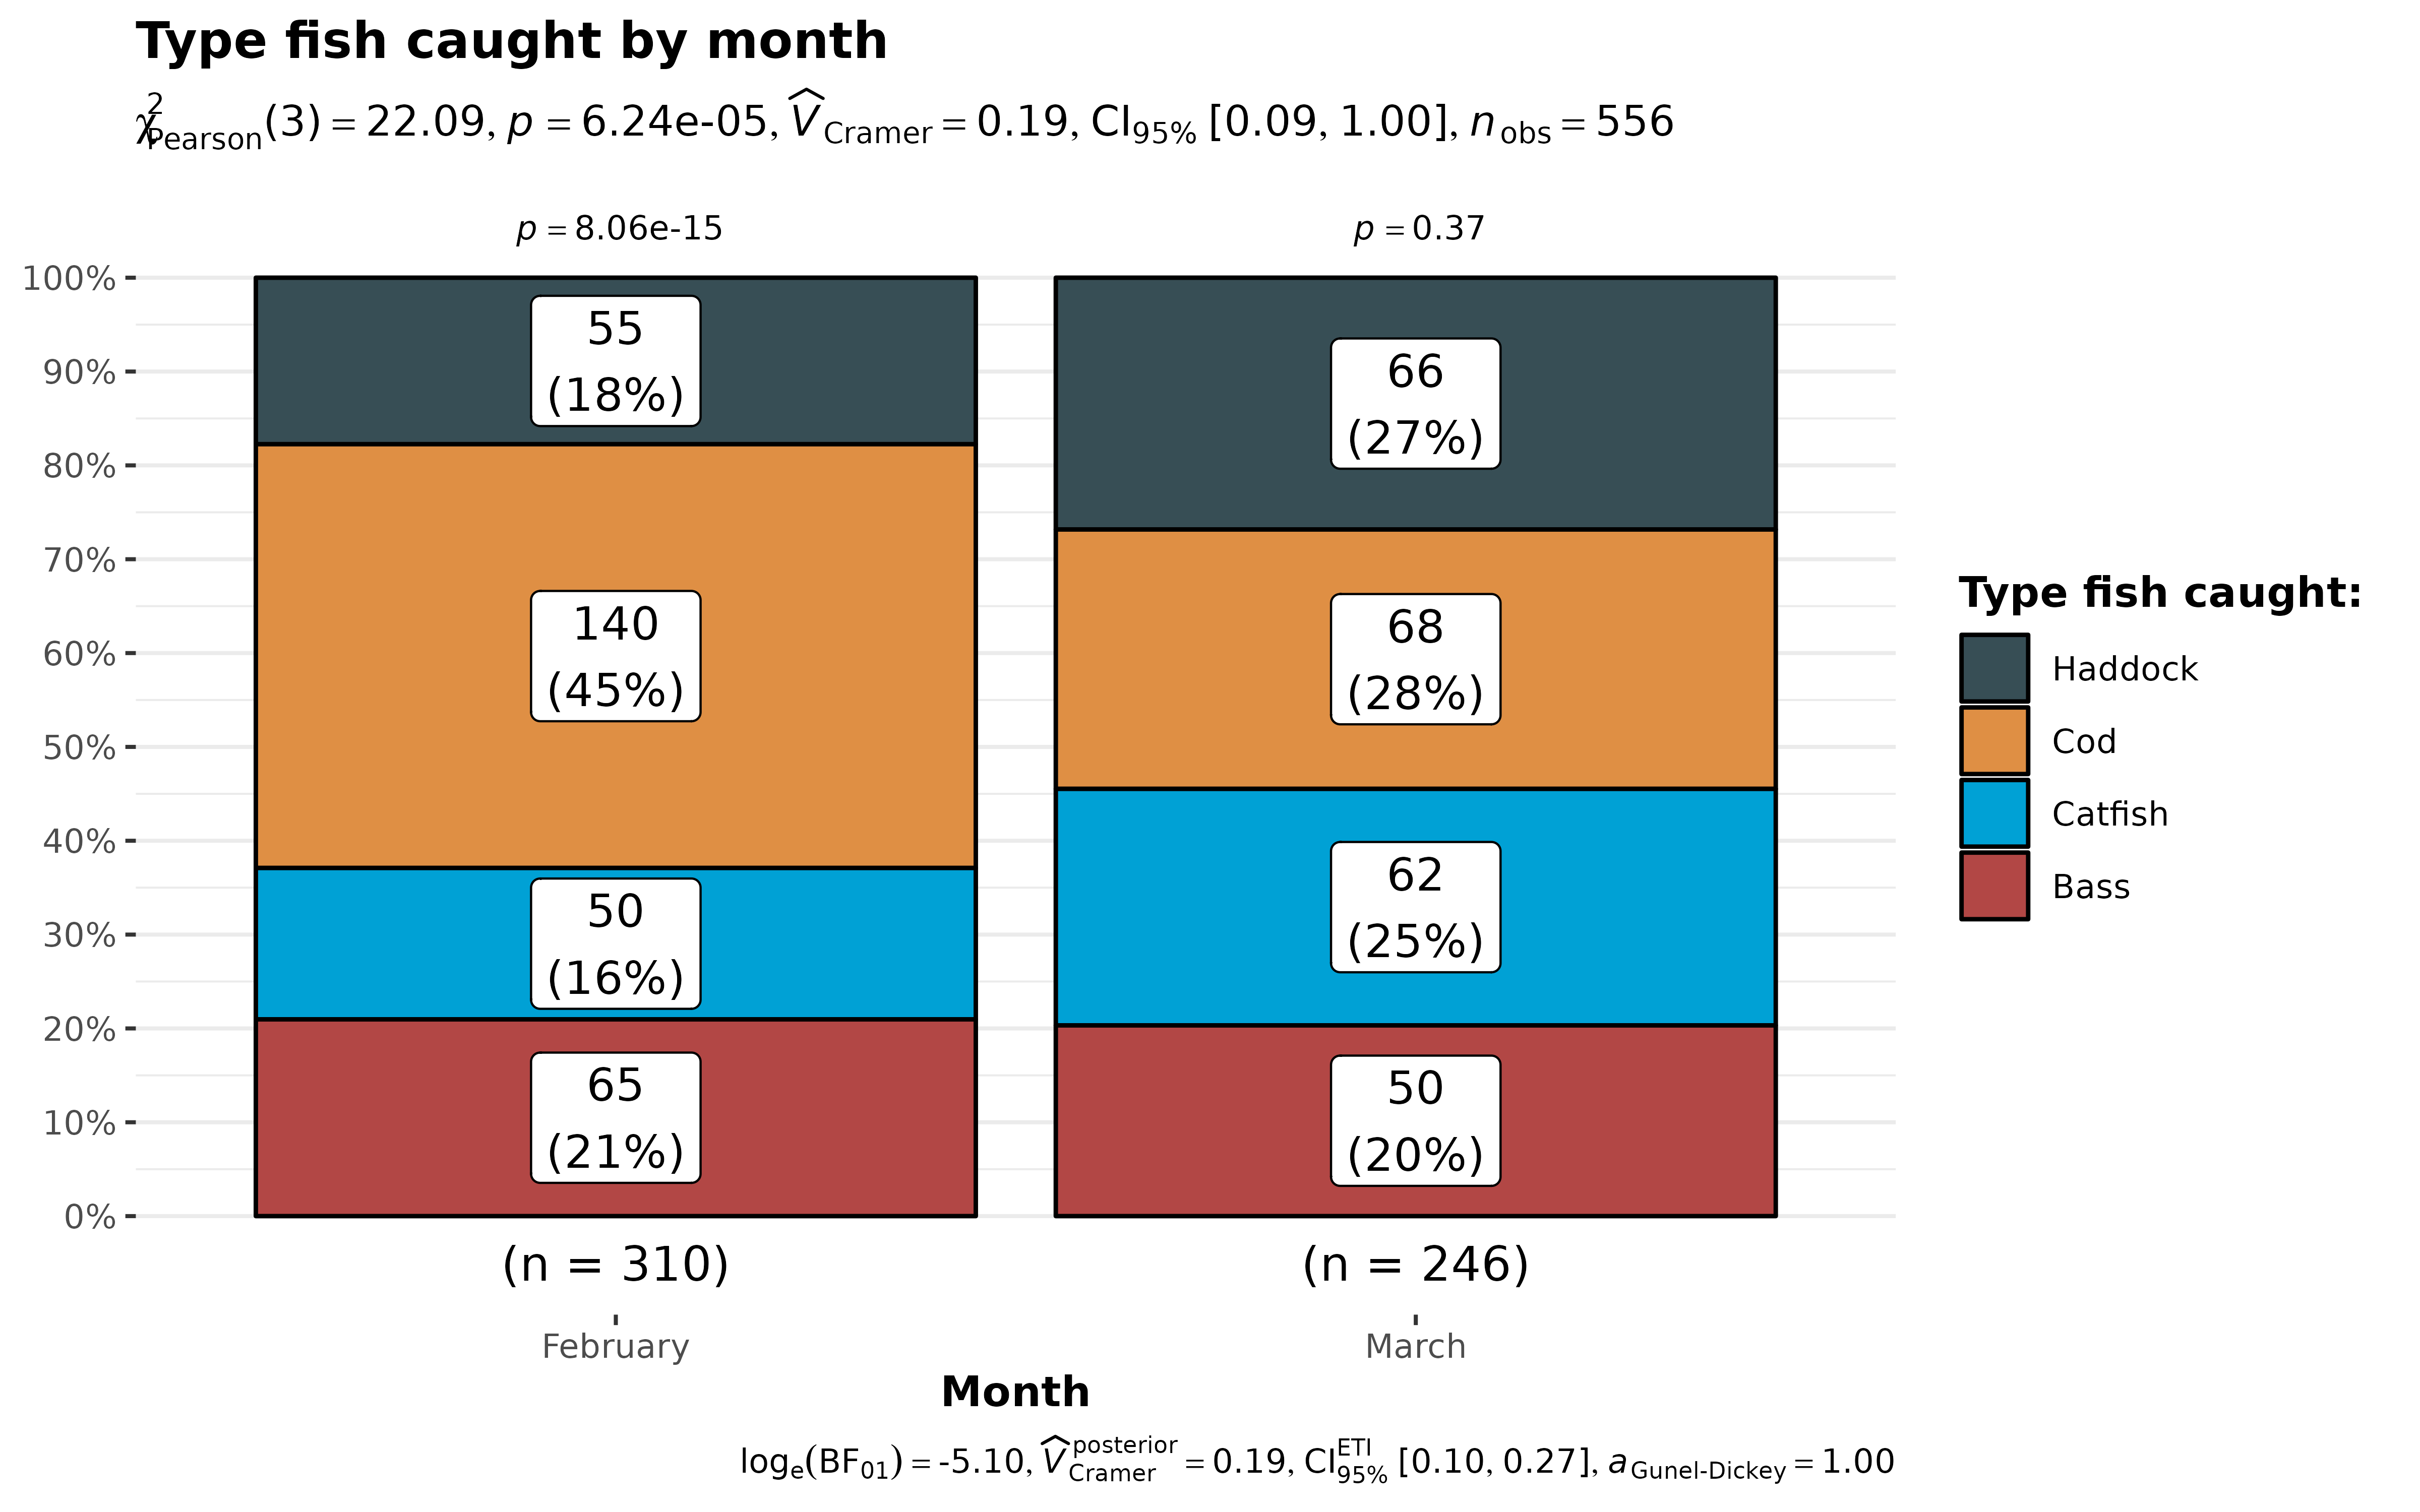 Type fish caught by month
χ²Pearson(3) = 22.09, p = 6.24e-05, V̂Cramer = 0.19, CI95% [0.09, 1.00], nobs = 556
p = 8.06e-15
p = 0.37
100%
90%
80%
70%
60%
50%
40%
30%
20%
10%
0%
55
(18%)
140
(45%)
50
(16%)
65
(21%)
66
(27%)
68
(28%)
62
(25%)
50
(20%)
(n = 310)
(n = 246)
February
March
Month
Type fish caught:
Haddock
Cod
Catfish
Bass
loge(BF01) = -5.10, V̂posteriorCramer = 0.19, CIETI95% [0.10, 0.27], aGunel-Dickey = 1.00